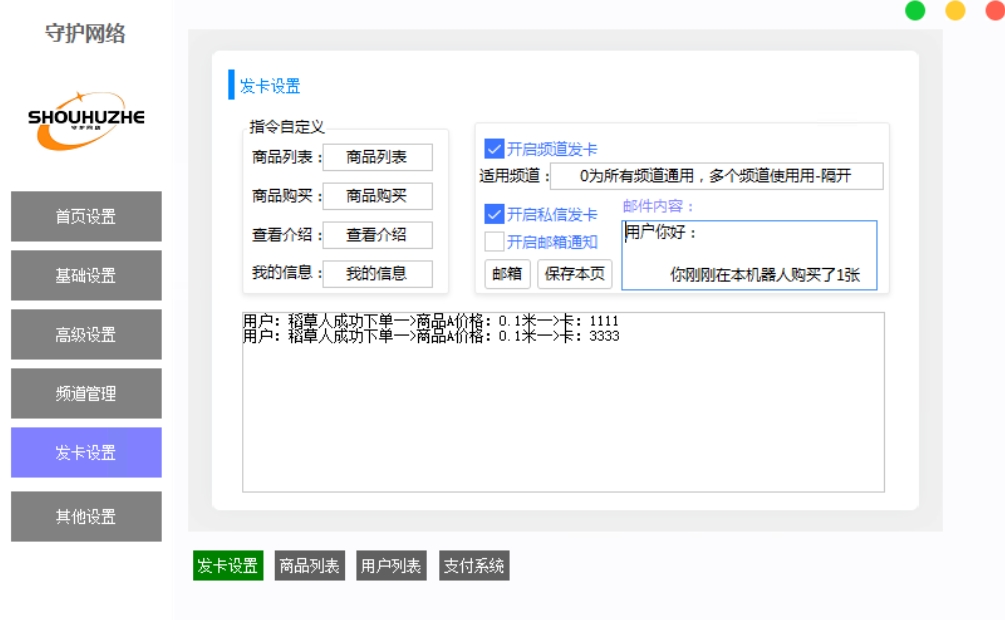 守护网络
SHOUHUZHE
守护网络
首页设置
基础设置
高级设置
频道管理
发卡设置
其他设置
发卡设置
指令自定义
商品列表： 商品列表
商品购买： 商品购买
查看介绍： 查看介绍
我的信息： 我的信息
开启频道发卡
适用频道： 0为所有频道通用，多个频道使用用-隔开
开启私信发卡
开启邮箱通知
邮箱 保存本页
邮件内容：
用户你好：
你刚刚在本机器人购买了1张
用户: 稻草人成功下单—>商品A价格: 0.1米—>卡: 1111
用户: 稻草人成功下单—>商品A价格: 0.1米—>卡: 3333
发卡设置 商品列表 用户列表 支付系统